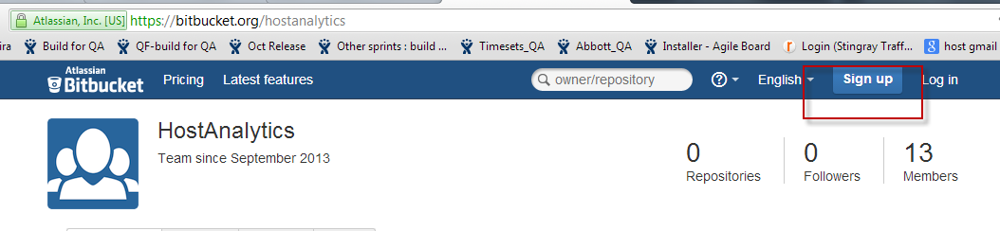 Atlassian, Inc. [US] https://bitbucket.org/hostanalytics
ira Build for QA QF-build for QA Oct Release Other sprints : build ... Timesets_QA Abbott_QA Installer - Agile Board Login (Stingray Traff... host gmail
Atlassian
Bitbucket Pricing Latest features owner/repository English Sign up Log in
HostAnalytics
Team since September 2013
0 0 13
Repositories Followers Members